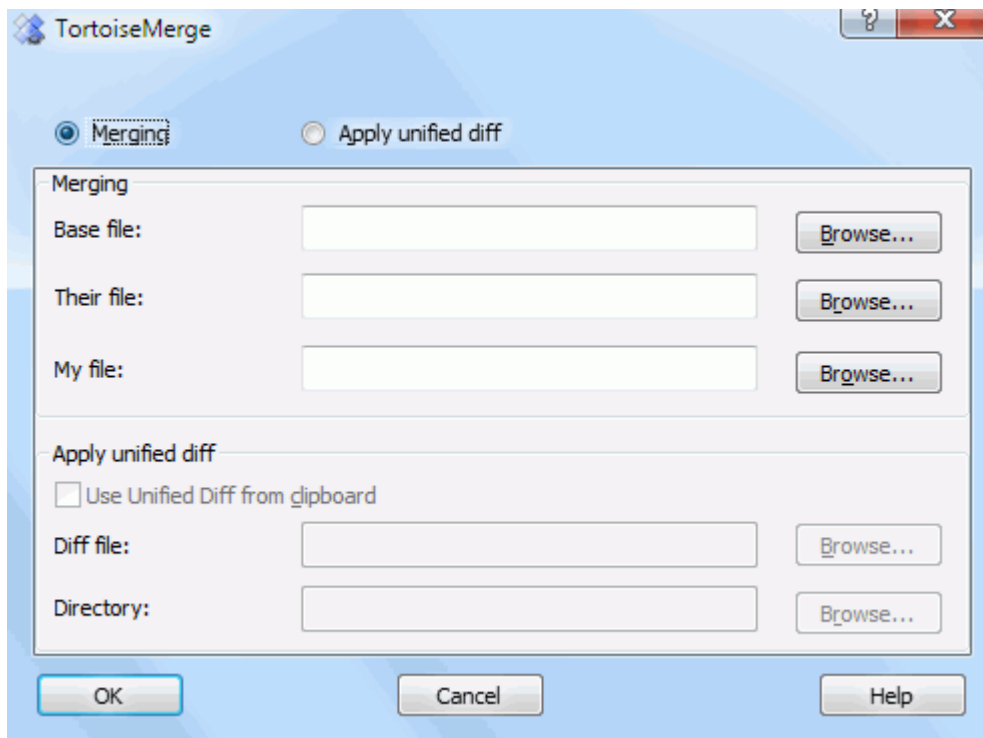 TortoiseMerge
?
Merging Apply unified diff
Merging
Base file: Browse...
Their file: Browse...
My file: Browse...
Apply unified diff
Use Unified Diff from clipboard
Diff file: Browse...
Directory: Browse...
OK Cancel Help